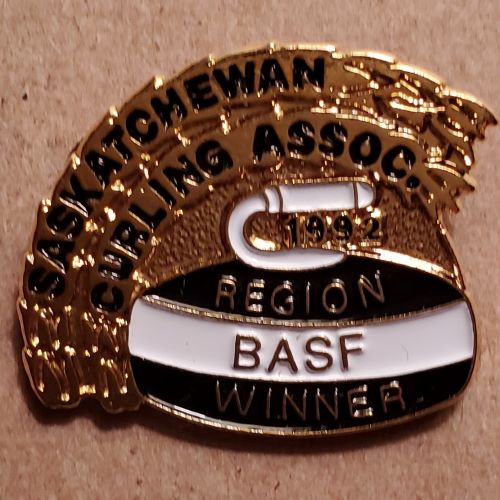 SASKATCHEWAN
CURLING ASSOC.
1992
REGION
BASF
WINNER